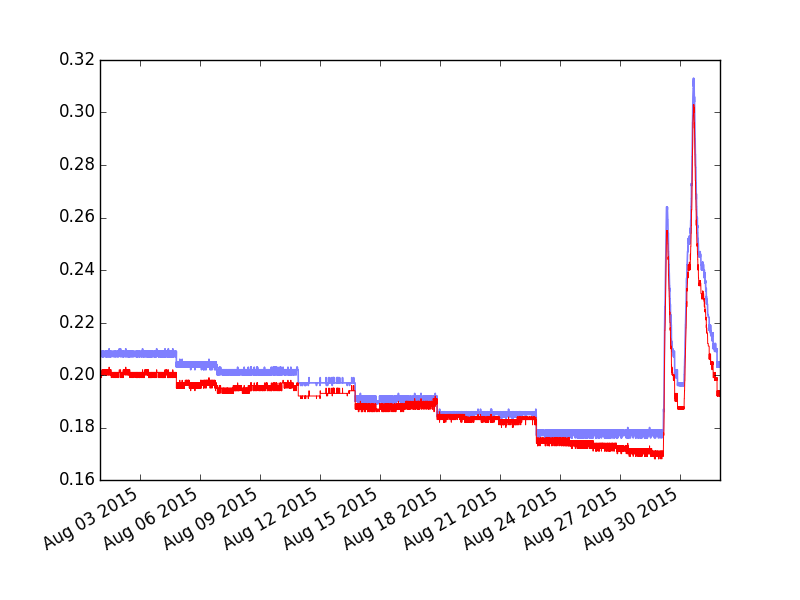 0.32
0.30
0.28
0.26
0.24
0.22
0.20
0.18
0.16
Aug 03 2015
Aug 06 2015
Aug 09 2015
Aug 12 2015
Aug 15 2015
Aug 18 2015
Aug 21 2015
Aug 24 2015
Aug 27 2015
Aug 30 2015